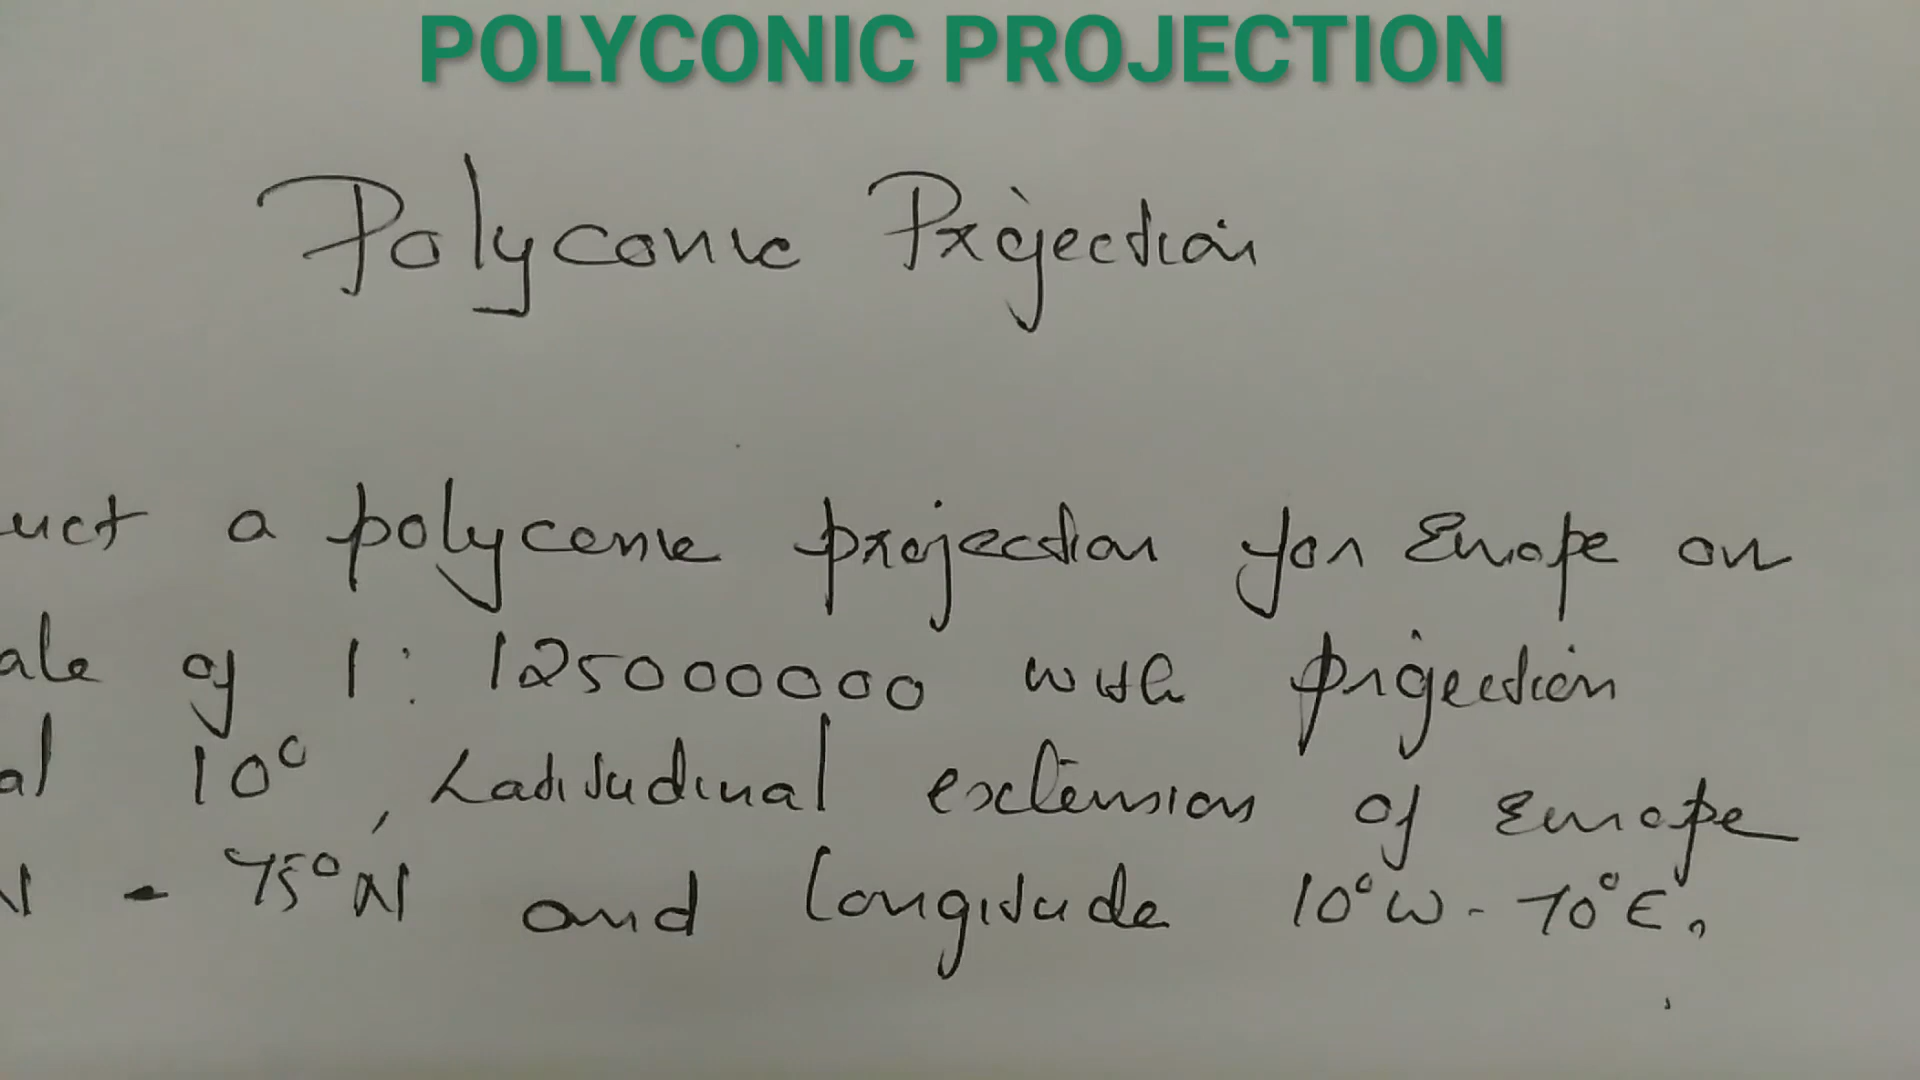 POLYCONIC PROJECTION
Polyconic Projection
uct a polyconic projection for Europe on
ale of 1: 125000000 with projection
al 10°, Latitudinal extension of Europe
N - 75°N and Longitude 10°W - 70°E.